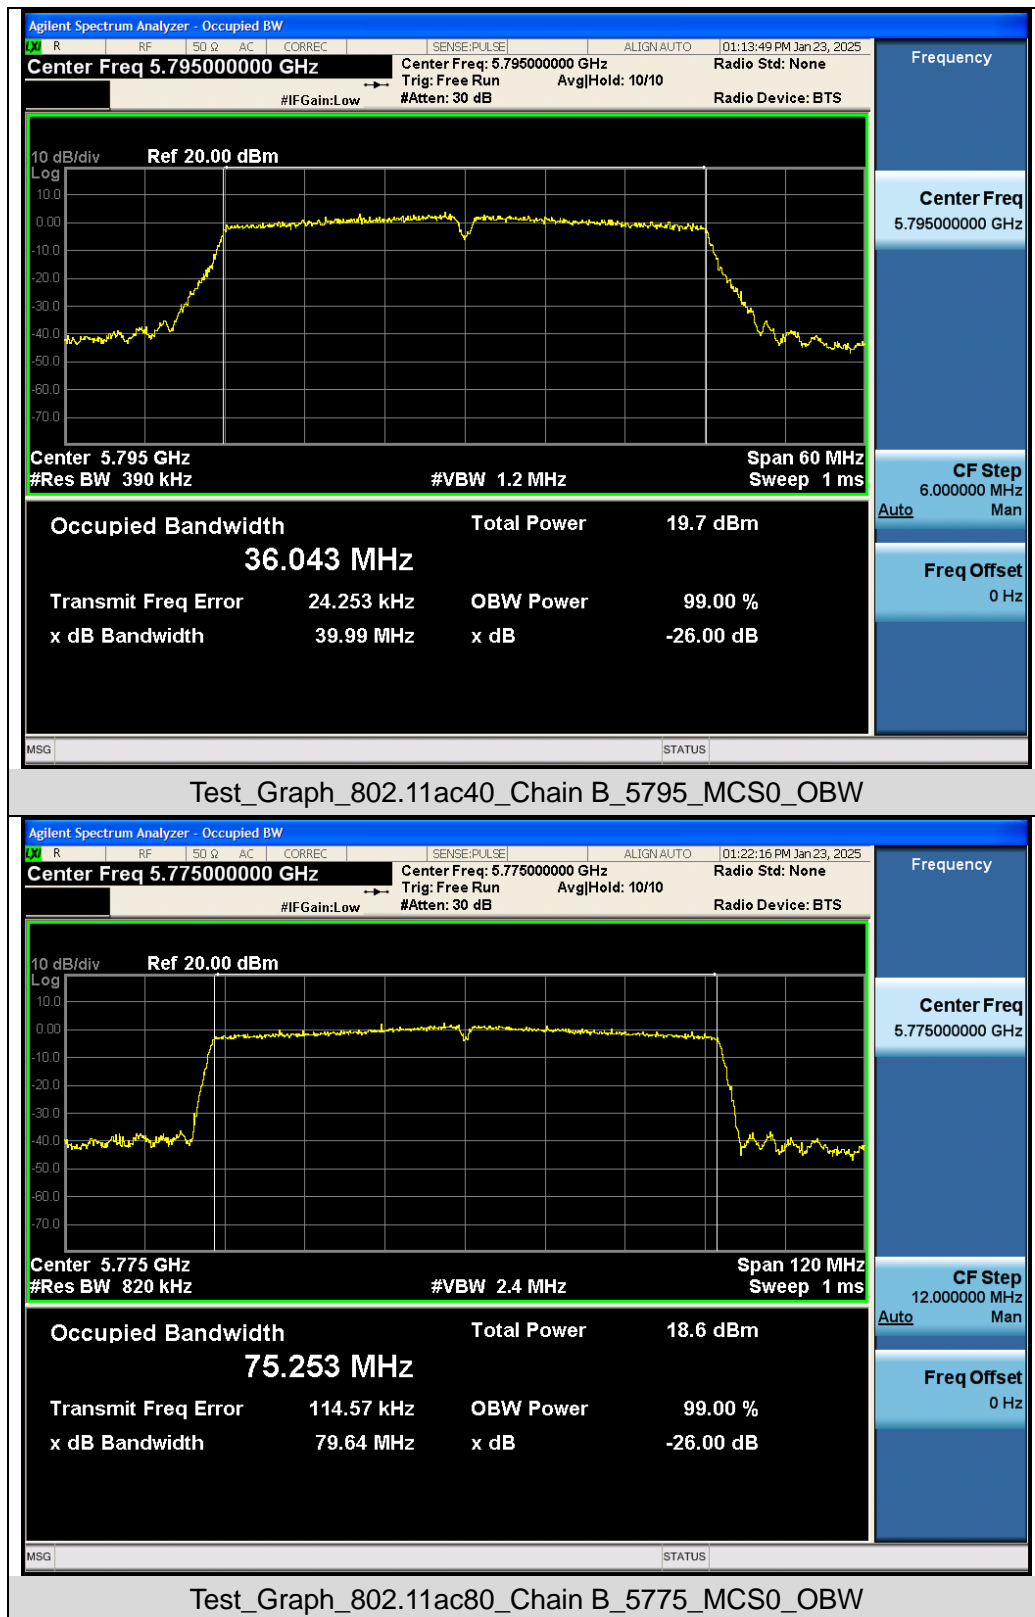 Agilent Spectrum Analyzer - Occupied BW
LXI R RF 50 Ω AC CORREC SENSE:PULSE ALIGN AUTO 01:13:49 PM Jan 23, 2025
Center Freq 5.795000000 GHz
Center Freq: 5.795000000 GHz Radio Std: None
Trig: Free Run Avg|Hold: 10/10
#IFGain:Low #Atten: 30 dB Radio Device: BTS
Frequency
10 dB/div Ref 20.00 dBm
Log
10.0
0.00
-10.0
-20.0
-30.0
-40.0
-50.0
-60.0
-70.0
Center 5.795 GHz Span 60 MHz
#Res BW 390 kHz #VBW 1.2 MHz Sweep 1 ms
Occupied Bandwidth Total Power 19.7 dBm
36.043 MHz
Transmit Freq Error 24.253 kHz OBW Power 99.00 %
x dB Bandwidth 39.99 MHz x dB -26.00 dB
Center Freq
5.795000000 GHz
CF Step
6.000000 MHz
Auto Man
Freq Offset
0 Hz
MSG STATUS
Test_Graph_802.11ac40_Chain B_5795_MCS0_OBW
Agilent Spectrum Analyzer - Occupied BW
LXI R RF 50 Ω AC CORREC SENSE:PULSE ALIGN AUTO 01:22:16 PM Jan 23, 2025
Center Freq 5.775000000 GHz
Center Freq: 5.775000000 GHz Radio Std: None
Trig: Free Run Avg|Hold: 10/10
#IFGain:Low #Atten: 30 dB Radio Device: BTS
Frequency
10 dB/div Ref 20.00 dBm
Log
10.0
0.00
-10.0
-20.0
-30.0
-40.0
-50.0
-60.0
-70.0
Center 5.775 GHz Span 120 MHz
#Res BW 820 kHz #VBW 2.4 MHz Sweep 1 ms
Occupied Bandwidth Total Power 18.6 dBm
75.253 MHz
Transmit Freq Error 114.57 kHz OBW Power 99.00 %
x dB Bandwidth 79.64 MHz x dB -26.00 dB
Center Freq
5.775000000 GHz
CF Step
12.000000 MHz
Auto Man
Freq Offset
0 Hz
MSG STATUS
Test_Graph_802.11ac80_Chain B_5775_MCS0_OBW